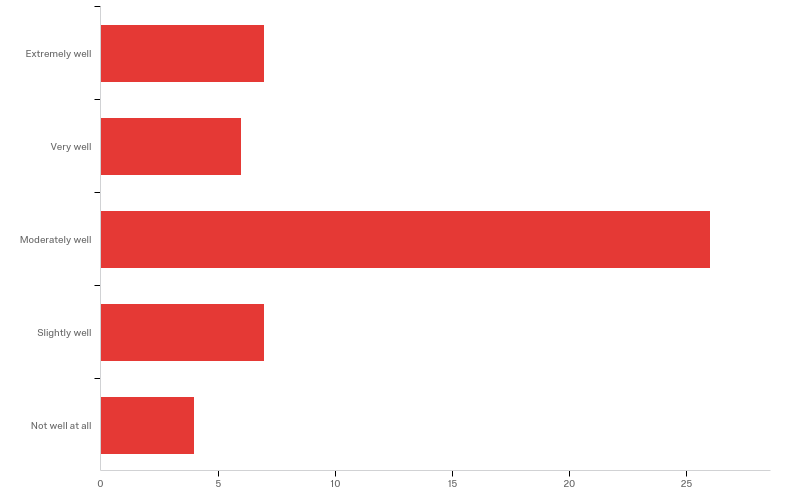 Extremely well
Very well
Moderately well
Slightly well
Not well at all
0 5 10 15 20 25